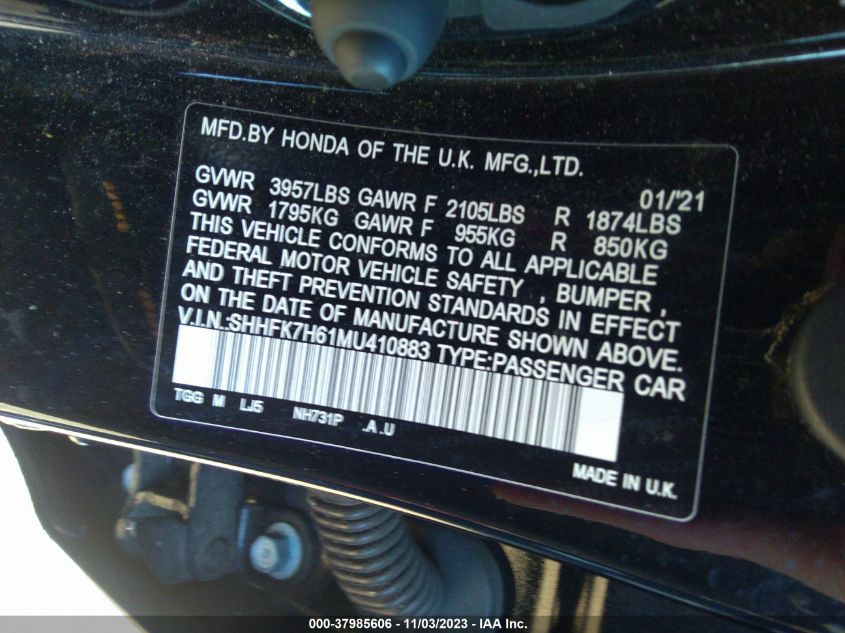 MFD.BY HONDA OF THE U.K. MFG.,LTD.
01/'21
GVWR 3957LBS GAWR F 2105LBS R 1874LBS
GVWR 1795KG GAWR F 955KG R 850KG
THIS VEHICLE CONFORMS TO ALL APPLICABLE
FEDERAL MOTOR VEHICLE SAFETY , BUMPER ,
AND THEFT PREVENTION STANDARDS IN EFFECT
ON THE DATE OF MANUFACTURE SHOWN ABOVE.
V.I.N.:SHHFK7H61MU410883 TYPE:PASSENGER CAR
TGG M LJ5 NH731P .A .U
MADE IN U.K.
000-37985606 - 11/03/2023 - IAA Inc.